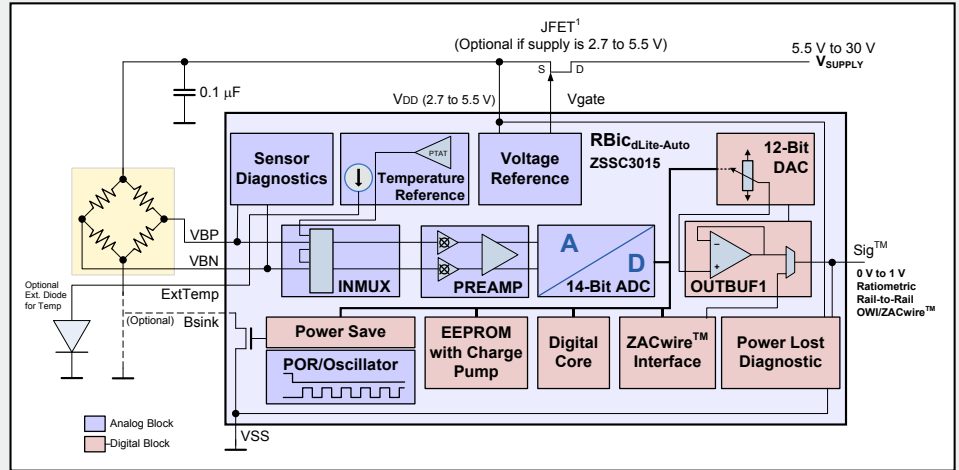 JFET¹
(Optional if supply is 2.7 to 5.5 V)
5.5 V to 30 V
VSUPPLY
S
D
0.1 µF
VDD (2.7 to 5.5 V)
Vgate
Sensor
Diagnostics
PTAT
Temperature
Reference
Voltage
Reference
RBicdLite-Auto
ZSSC3015
12-Bit
DAC
VBP
VBN
INMUX
PREAMP
A
D
14-Bit ADC
–
+
OUTBUF1
Sig™
0 V to 1 V
Ratiometric
Rail-to-Rail
OWI/ZACwire™
Optional
Ext. Diode
for Temp
ExtTemp
(Optional)
Bsink
Power Save
POR/Oscillator
EEPROM
with Charge
Pump
Digital
Core
ZACwire™
Interface
Power Lost
Diagnostic
Analog Block
Digital Block
VSS